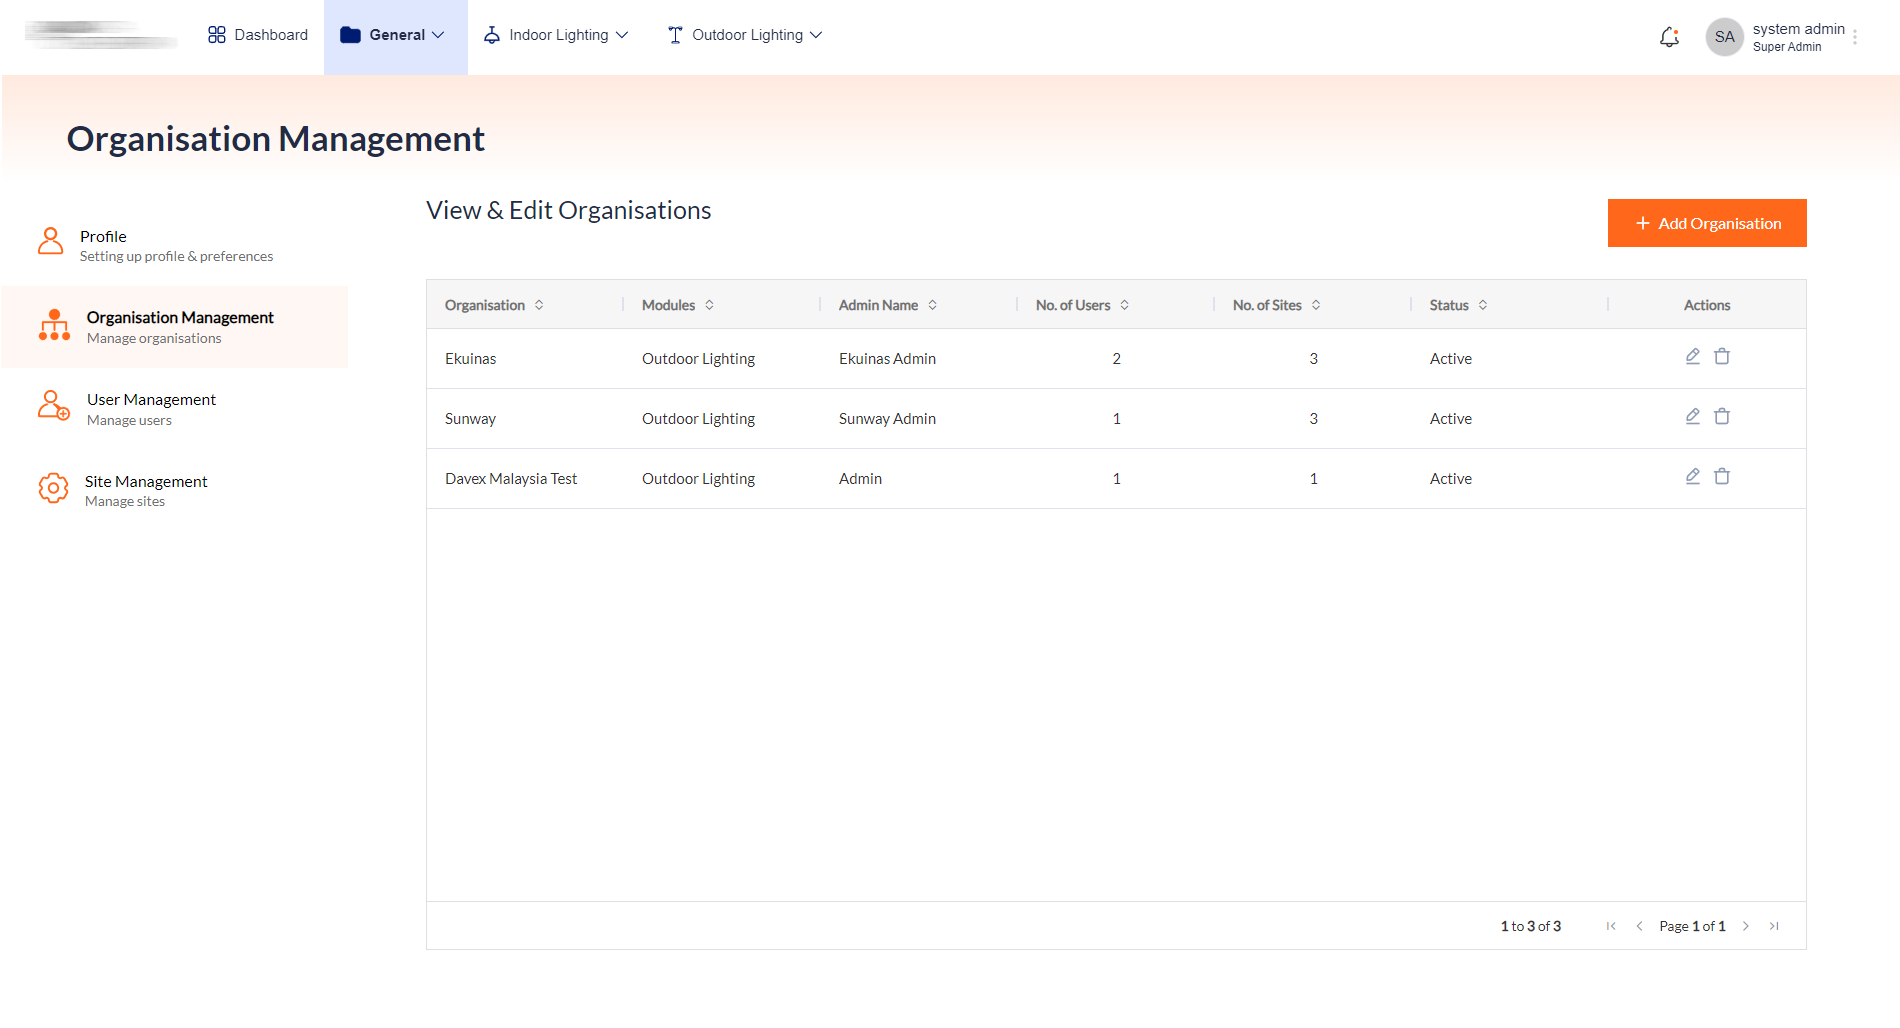 Dashboard
General
Indoor Lighting
Outdoor Lighting
SA
system admin
Super Admin
Organisation Management
Profile
Setting up profile & preferences
Organisation Management
Manage organisations
User Management
Manage users
Site Management
Manage sites
View & Edit Organisations
+ Add Organisation
Organisation Modules Admin Name No. of Users No. of Sites Status Actions
Ekuinas Outdoor Lighting Ekuinas Admin 2 3 Active
Sunway Outdoor Lighting Sunway Admin 1 3 Active
Davex Malaysia Test Outdoor Lighting Admin 1 1 Active
1 to 3 of 3 Page 1 of 1